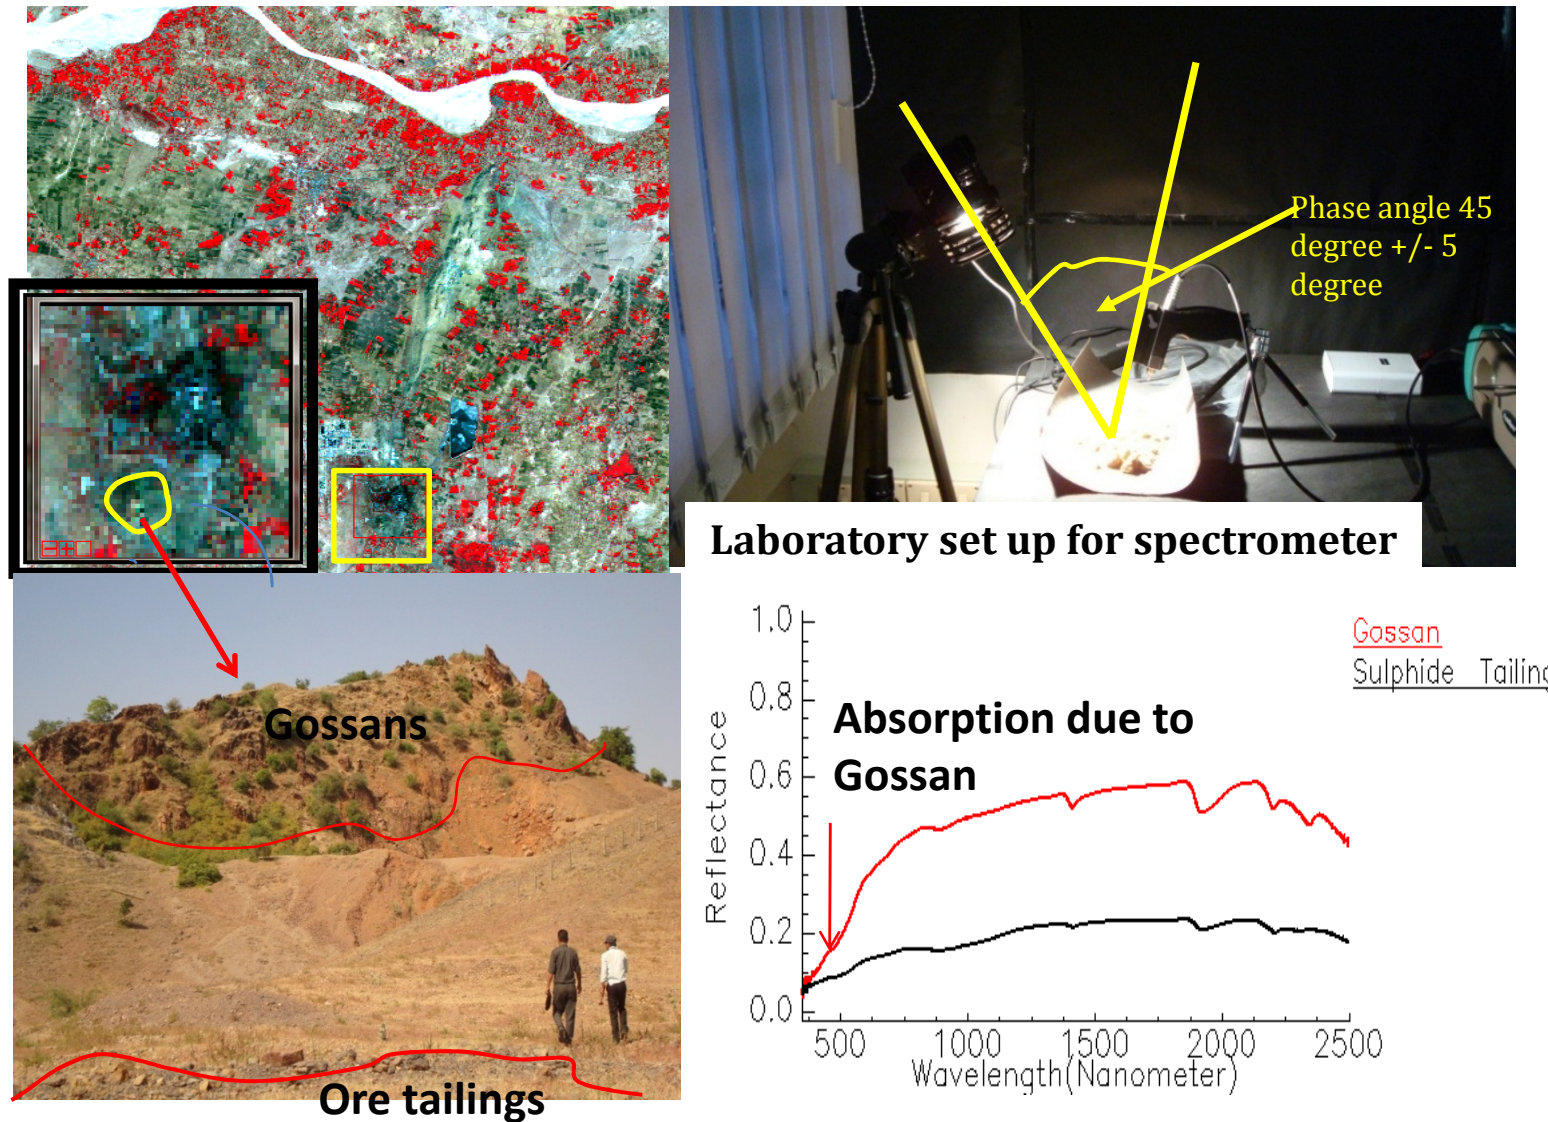 Phase angle 45
degree +/- 5
degree
Laboratory set up for spectrometer
Gossans
Ore tailings
Gossan
Sulphide
Absorption due to
Gossan
Reflectance
1.0
0.8
0.6
0.4
0.2
0.0
500 1000 1500 2000 2500
Wavelength(Nanometer)